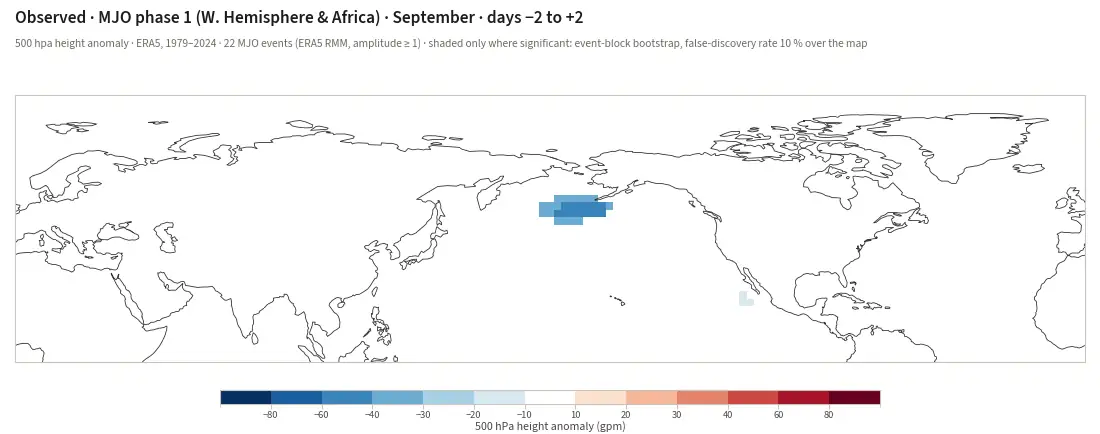 Observed · MJO phase 1 (W. Hemisphere & Africa) · September · days −2 to +2
500 hpa height anomaly · ERA5, 1979–2024 · 22 MJO events (ERA5 RMM, amplitude ≥ 1) · shaded only where significant: event-block bootstrap, false-discovery rate 10 % over the map
−80 −60 −40 −30 −20 −10 10 20 30 40 60 80
500 hPa height anomaly (gpm)